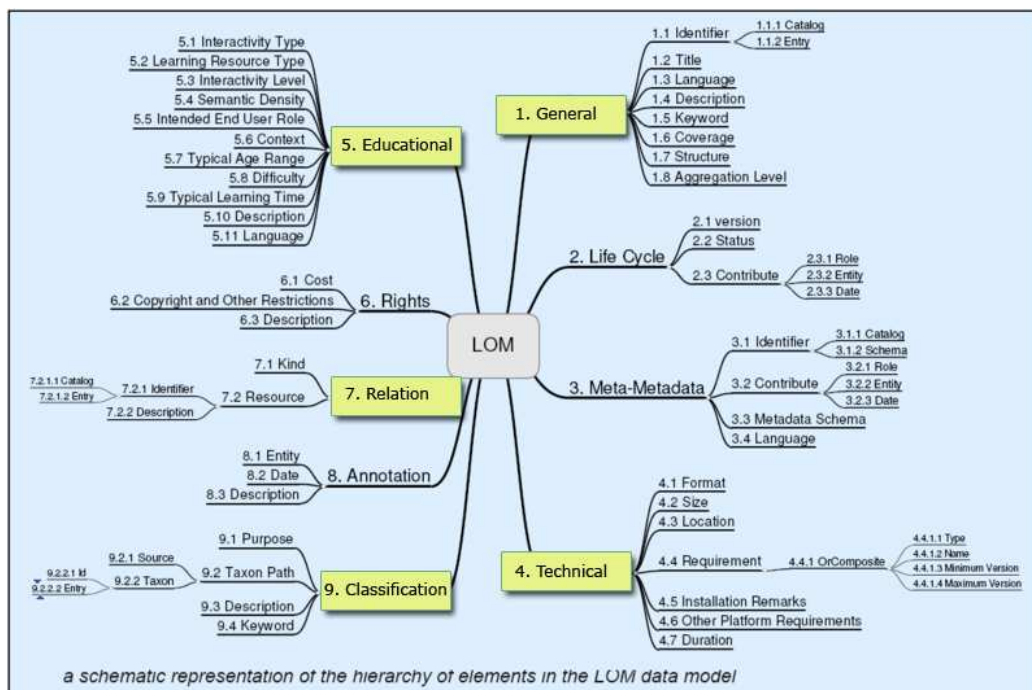 LOM
1. General
1.1 Identifier
1.1.1 Catalog
1.1.2 Entry
1.2 Title
1.3 Language
1.4 Description
1.5 Keyword
1.6 Coverage
1.7 Structure
1.8 Aggregation Level
2. Life Cycle
2.1 version
2.2 Status
2.3 Contribute
2.3.1 Role
2.3.2 Entity
2.3.3 Date
3. Meta-Metadata
3.1 Identifier
3.1.1 Catalog
3.1.2 Schema
3.2 Contribute
3.2.1 Role
3.2.2 Entity
3.2.3 Date
3.3 Metadata Schema
3.4 Language
4. Technical
4.1 Format
4.2 Size
4.3 Location
4.4 Requirement
4.4.1 OrComposite
4.4.1.1 Type
4.4.1.2 Name
4.4.1.3 Minimum Version
4.4.1.4 Maximum Version
4.5 Installation Remarks
4.6 Other Platform Requirements
4.7 Duration
5. Educational
5.1 Interactivity Type
5.2 Learning Resource Type
5.3 Interactivity Level
5.4 Semantic Density
5.5 Intended End User Role
5.6 Context
5.7 Typical Age Range
5.8 Difficulty
5.9 Typical Learning Time
5.10 Description
5.11 Language
6. Rights
6.1 Cost
6.2 Copyright and Other Restrictions
6.3 Description
7. Relation
7.1 Kind
7.2 Resource
7.2.1 Identifier
7.2.1.1 Catalog
7.2.1.2 Entry
7.2.2 Description
8. Annotation
8.1 Entity
8.2 Date
8.3 Description
9. Classification
9.1 Purpose
9.2 Taxon Path
9.2.1 Source
9.2.2 Taxon
9.2.2.1 Id
9.2.2.2 Entry
9.3 Description
9.4 Keyword
a schematic representation of the hierarchy of elements in the LOM data model